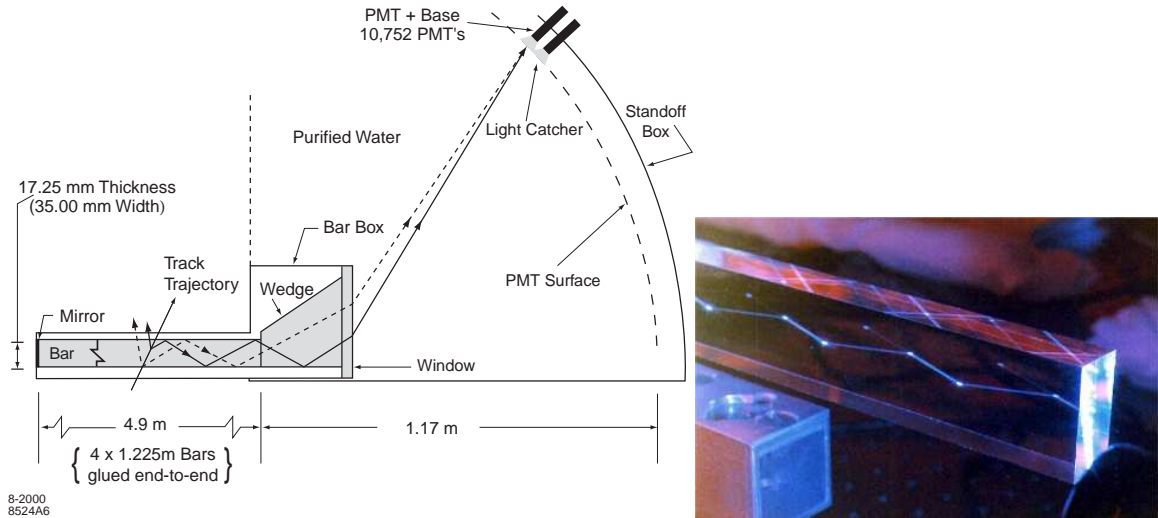 PMT + Base
10,752 PMT's
Purified Water
Light Catcher
Standoff
Box
17.25 mm Thickness
(35.00 mm Width)
Bar Box
Track
Trajectory
Wedge
PMT Surface
Mirror
Bar
Window
4.9 m
1.17 m
{ 4 x 1.225m Bars
glued end-to-end }
8-2000
8524A6